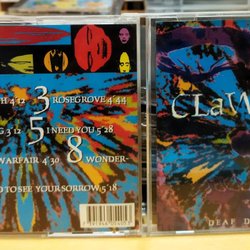 H 4'12 3 ROSEGROVE 4'44
G 3'12 5 I NEED YOU 5'28
WARFAIR 4'30 8 WONDER-
D TO SEE YOUR SORROW 5'18
CLAW
DEAF D